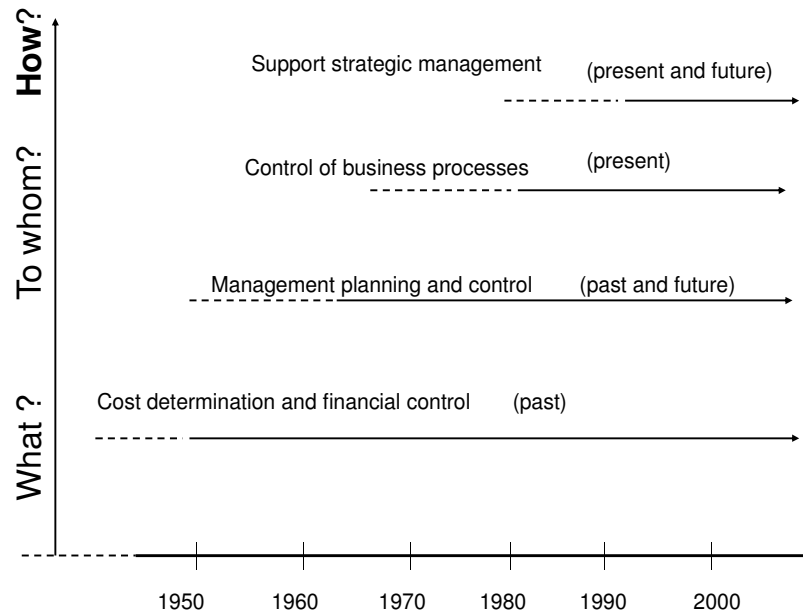 How?
Support strategic management (present and future)
To whom?
Control of business processes (present)
Management planning and control (past and future)
What ?
Cost determination and financial control (past)
1950 1960 1970 1980 1990 2000